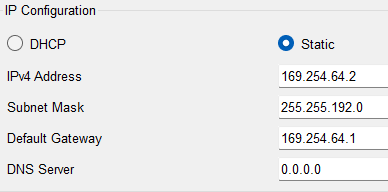 IP Configuration
DHCP Static
IPv4 Address 169.254.64.2
Subnet Mask 255.255.192.0
Default Gateway 169.254.64.1
DNS Server 0.0.0.0